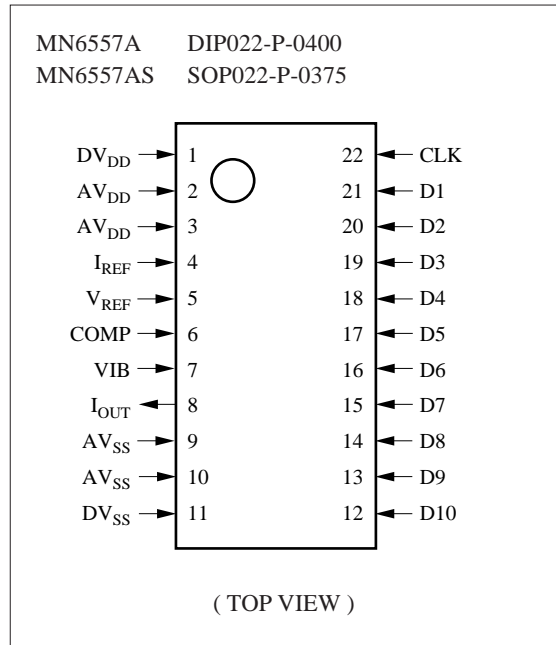 MN6557A DIP022-P-0400
MN6557AS SOP022-P-0375
DVDD 1 22 CLK
AVDD 2 21 D1
AVDD 3 20 D2
IREF 4 19 D3
VREF 5 18 D4
COMP 6 17 D5
VIB 7 16 D6
IOUT 8 15 D7
AVSS 9 14 D8
AVSS 10 13 D9
DVSS 11 12 D10
( TOP VIEW )